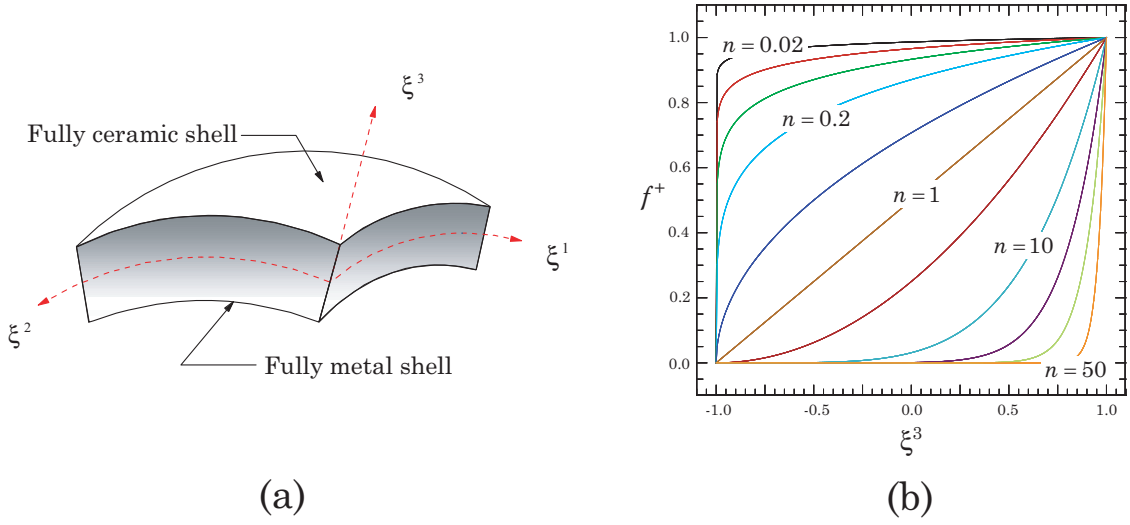 ξ³
Fully ceramic shell
ξ¹
ξ²
Fully metal shell
(a)
1.0
0.8
0.6
0.4
0.2
0.0
f⁺
n = 0.02
n = 0.2
n = 1
n = 10
n = 50
-1.0 -0.5 0.0 0.5 1.0
ξ³
(b)